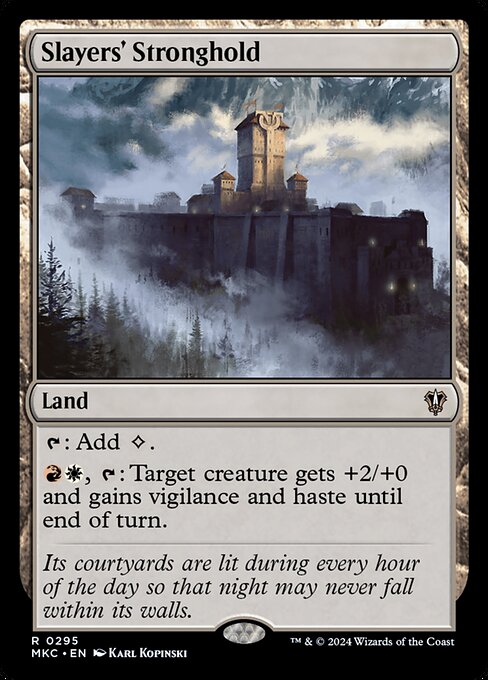 Slayers' Stronghold
Land
: Add .
, : Target creature gets +2/+0
and gains vigilance and haste until
end of turn.
Its courtyards are lit during every hour
of the day so that night may never fall
within its walls.
R 0295
MKC • EN Karl Kopinski
™ & © 2024 Wizards of the Coast